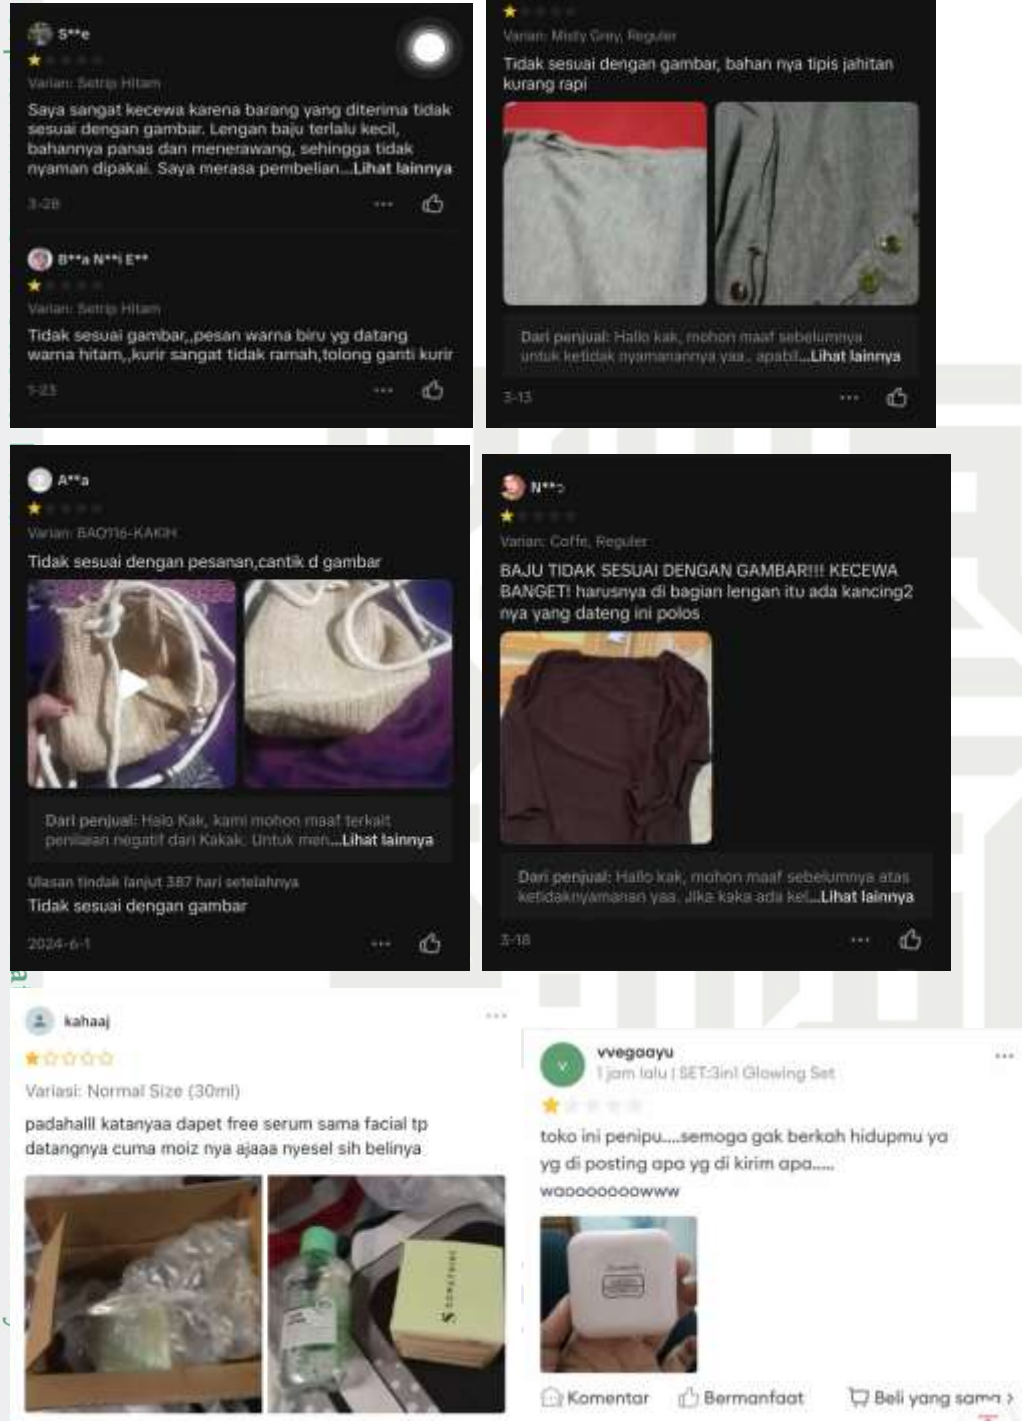 S**e
Varian: Setrip Hitam
Saya sangat kecewa karena barang yang diterima tidak
sesuai dengan gambar. Lengan baju terlalu kecil,
bahannya panas dan menerawang, sehingga tidak
nyaman dipakai. Saya merasa pembelian...Lihat lainnya
3-28
B**a N**i E**
Varian: Setrip Hitam
Tidak sesuai gambar,,pesan warna biru yg datang
warna hitam,,kurir sangat tidak ramah,tolong ganti kurir
1-23
Varian: Misty Grey, Reguler
Tidak sesuai dengan gambar, bahan nya tipis jahitan
kurang rapi
Dari penjual: Hallo kak, mohon maaf sebelumnya
untuk ketidak nyamanannya yaa.. apabil...Lihat lainnya
3-13
A**a
Varian: BAO116-KAKIH
Tidak sesuai dengan pesanan,cantik d gambar
Dari penjual: Halo Kak, kami mohon maaf terkait
penilaian negatif dari Kakak. Untuk men...Lihat lainnya
Ulasan tindak lanjut 387 hari setelahnya
Tidak sesuai dengan gambar
2024-6-1
Varian: Coffe, Reguler
BAJU TIDAK SESUAI DENGAN GAMBAR!!! KECEWA
BANGET! harusnya di bagian lengan itu ada kancing2
nya yang dateng ini polos
Dari penjual: Hallo kak, mohon maaf sebelumnya atas
ketidaknyamanan yaa. Jika kaka ada kel...Lihat lainnya
3-18
kahaaj
Variasi: Normal Size (30ml)
padahalll katanyaa dapet free serum sama facial tp
datangnya cuma moiz nya ajaaa nyesel sih belinya
SOMETHINC
V
vvegaayu
1 jam lalu | SET:3in1 Glowing Set
toko ini penipu....semoga gak berkah hidupmu ya
yg di posting apa yg di kirim apa.....
waoooooooowww
Komentar
Bermanfaat
Beli yang sama